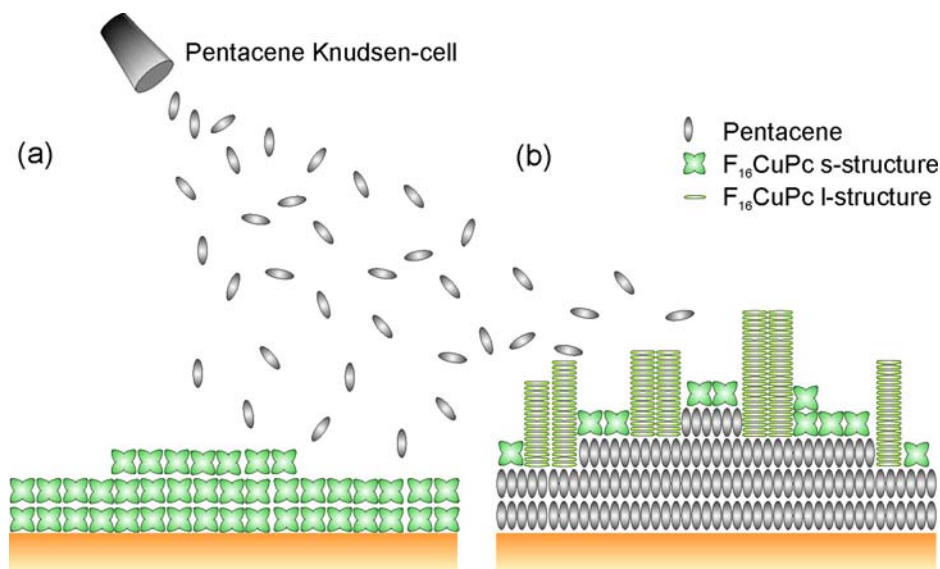 Pentacene Knudsen-cell
(a)
(b)
Pentacene
F₁₆CuPc s-structure
F₁₆CuPc l-structure